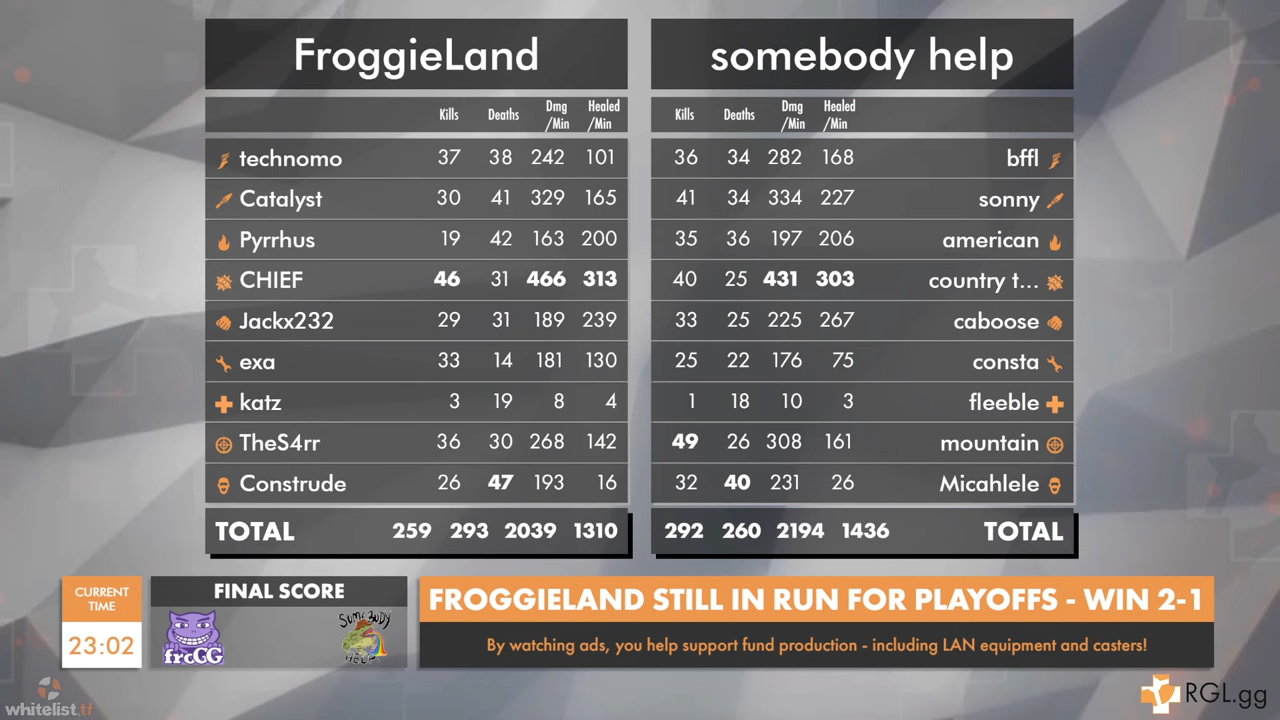 FroggieLand
Kills Deaths Dmg /Min Healed /Min
technomo 37 38 242 101
Catalyst 30 41 329 165
Pyrrhus 19 42 163 200
CHIEF 46 31 466 313
Jackx232 29 31 189 239
exa 33 14 181 130
katz 3 19 8 4
TheS4rr 36 30 268 142
Construde 26 47 193 16
TOTAL 259 293 2039 1310
somebody help
Kills Deaths Dmg /Min Healed /Min
36 34 282 168 bffl
41 34 334 227 sonny
35 36 197 206 american
40 25 431 303 country t...
33 25 225 267 caboose
25 22 176 75 consta
1 18 10 3 fleeble
49 26 308 161 mountain
32 40 231 26 Micahlele
292 260 2194 1436 TOTAL
CURRENT
TIME
23:02
FINAL SCORE
frcGG
SomeBODY
HELP
FROGGIELAND STILL IN RUN FOR PLAYOFFS - WIN 2-1
By watching ads, you help support fund production - including LAN equipment and casters!
whitelist.tf
RGL.gg